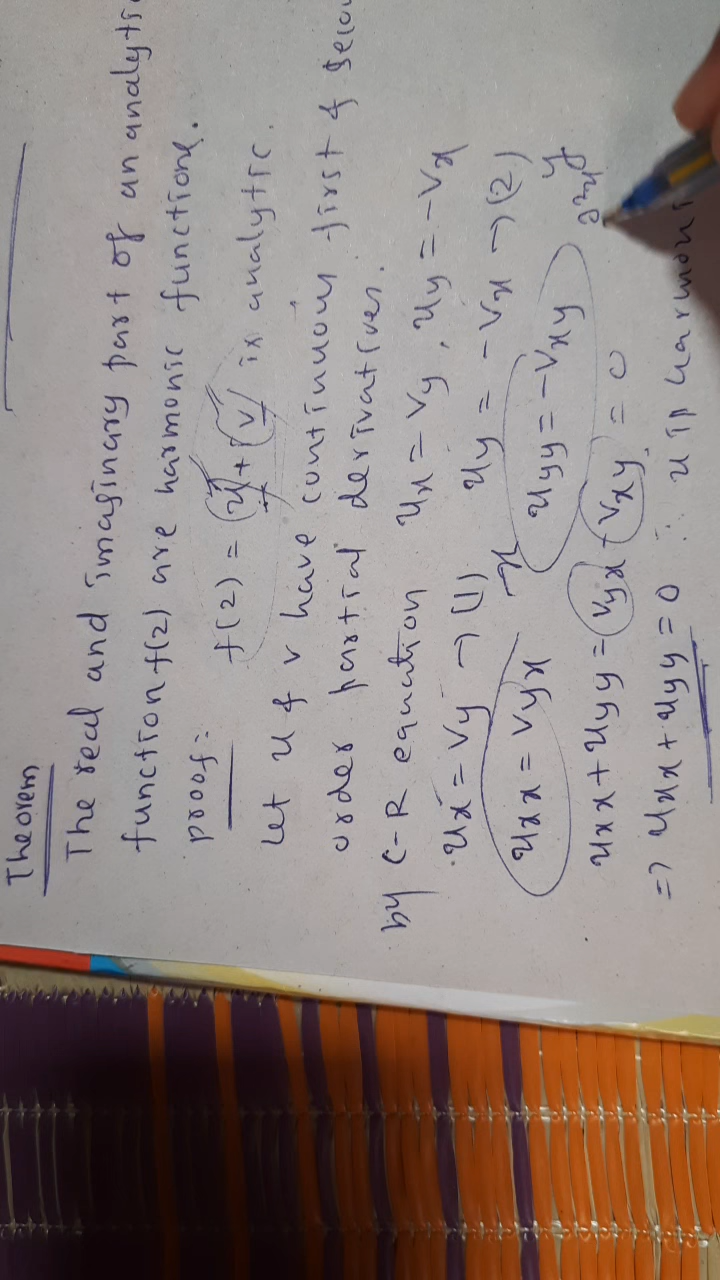 Theorem
The real and imaginary part of an analytic
function f(z) are harmonic functions.
proof:
f(z) = u + iv is analytic.
Let u & v have continuous first & secon
order partial derivatives.
by C-R equation ux = vy, uy = -vx
ux = vy → (1) uy = -vx → (2)
uxx = vyx uyy = -vxy
uxx + uyy = vyx - vxy = 0
=> uxx + uyy = 0 ∴ u is harmoni